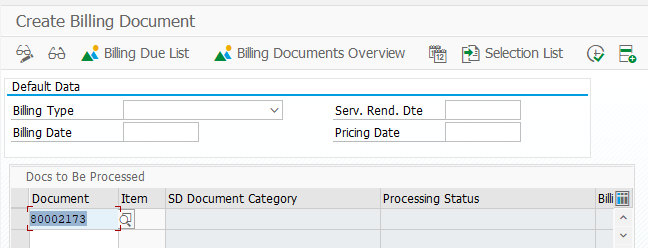 Create Billing Document
Billing Due List Billing Documents Overview Selection List
Default Data
Billing Type Serv. Rend. Dte
Billing Date Pricing Date
Docs to Be Processed
Document Item SD Document Category Processing Status Billi
80002173